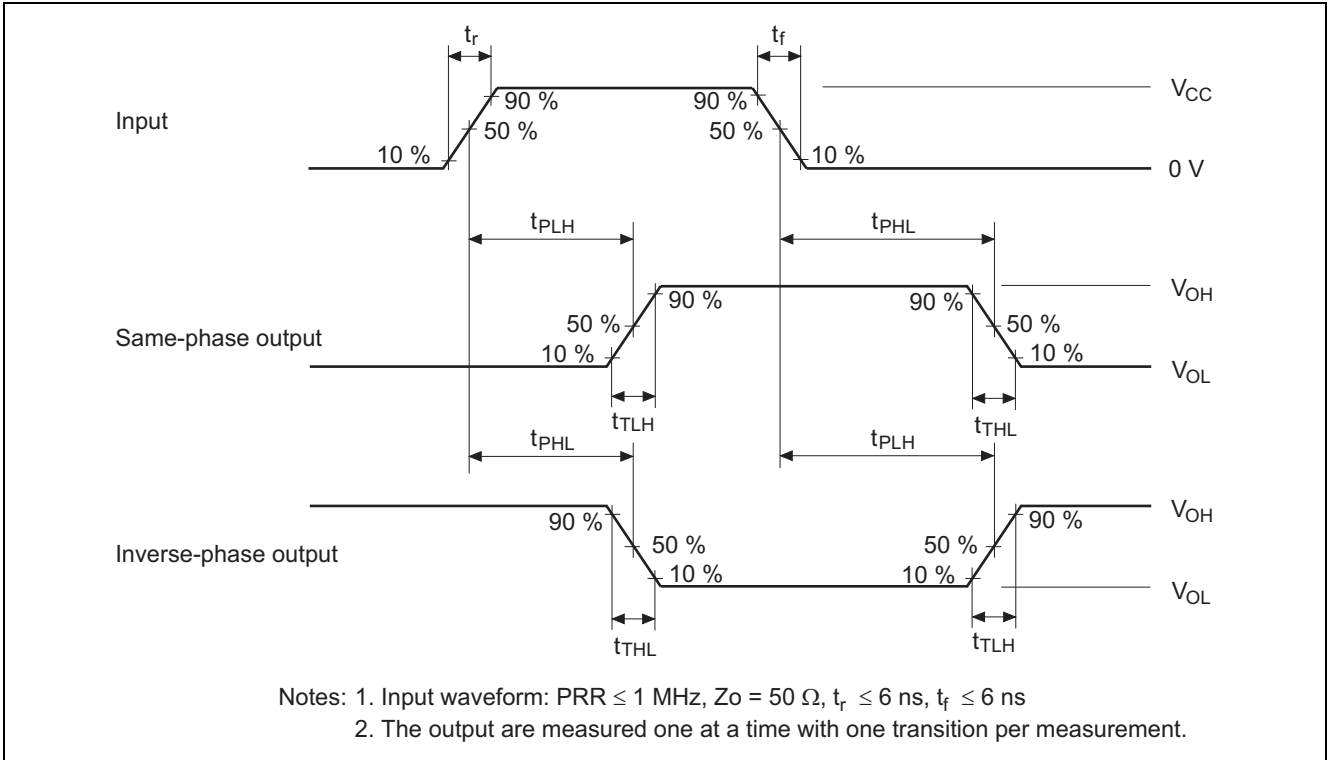 tr tf
VCC
90 % 90 %
Input
50 % 50 %
10 % 10 %
0 V
tPLH tPHL
VOH
90 % 90 %
50 % 50 %
Same-phase output
10 % 10 %
VOL
tTLH tTHL
tPHL tPLH
VOH
90 % 90 %
50 % 50 %
Inverse-phase output
10 % 10 %
VOL
tTHL tTLH
Notes: 1. Input waveform: PRR ≤ 1 MHz, Zo = 50 Ω, tr ≤ 6 ns, tf ≤ 6 ns
2. The output are measured one at a time with one transition per measurement.